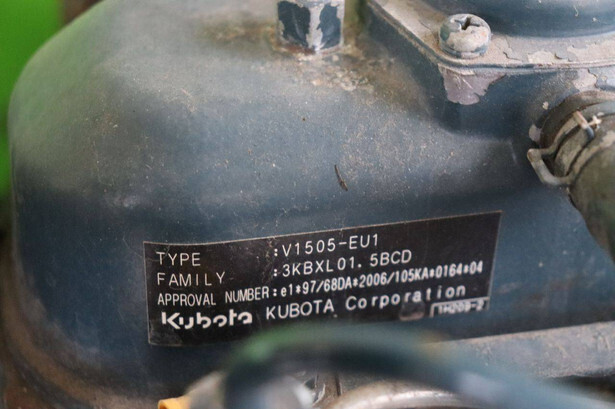 TYPE :V1505-EU1
FAMILY :3KBXL01.5BCD
APPROVAL NUMBER:e1*97/68DA*2006/105KA*0164*04
Kubota KUBOTA Corporation